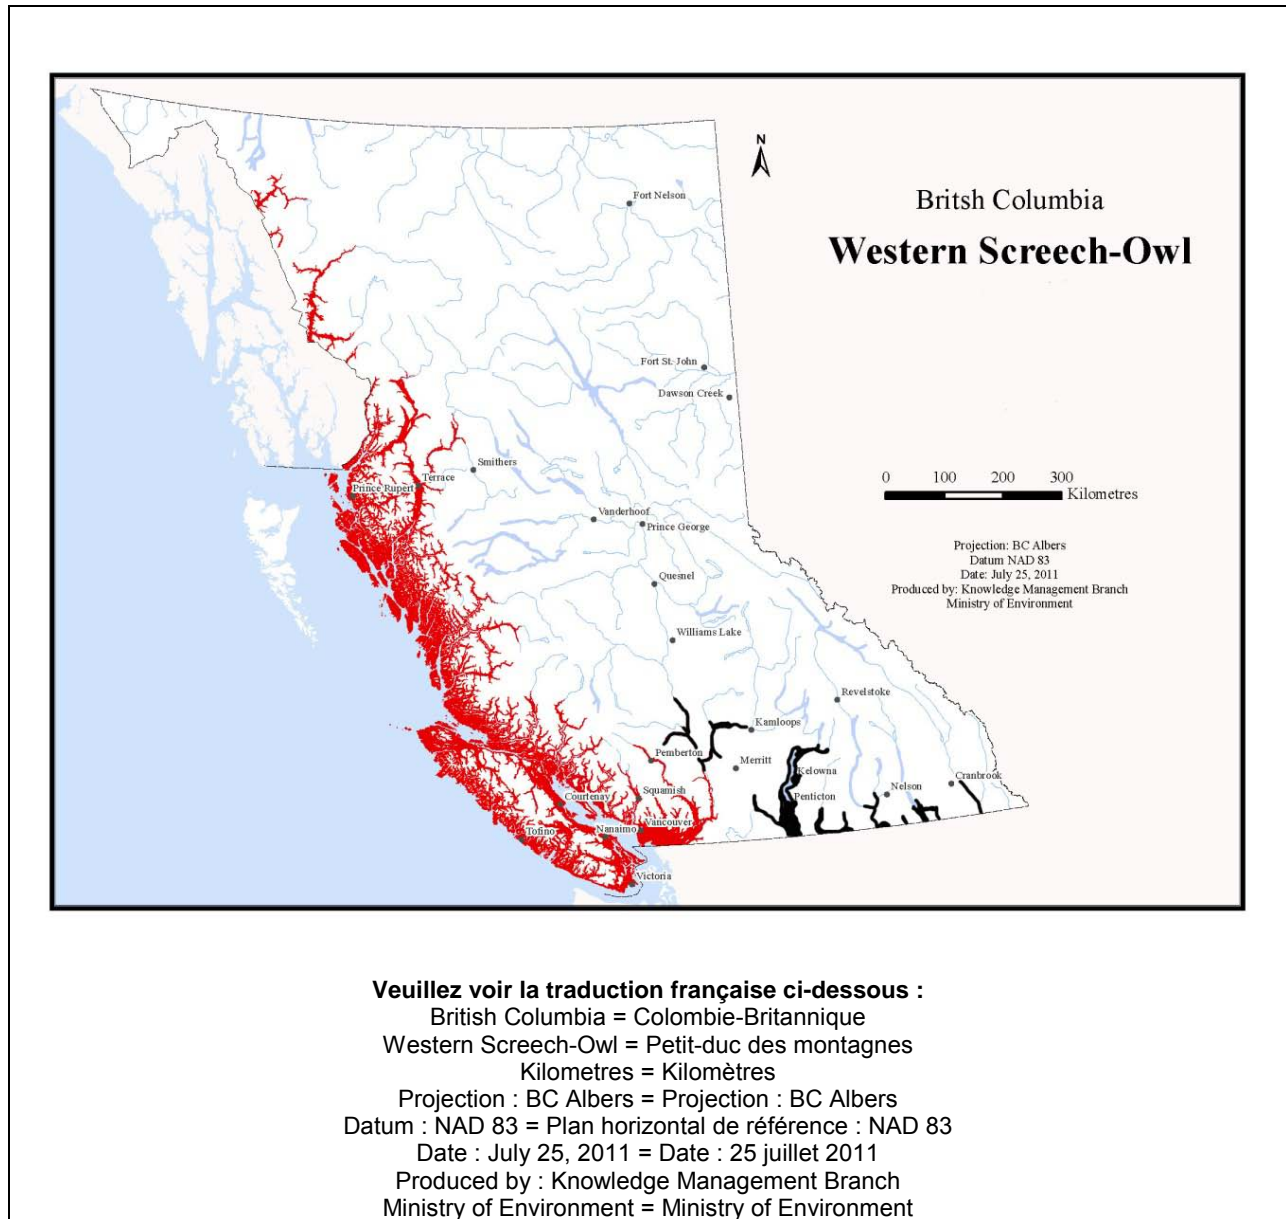 N
Britsh Columbia
Western Screech-Owl
Fort Nelson
Fort St. John
Dawson Creek
Smithers
Terrace
Prince Rupert
Vanderhoof
Prince George
0 100 200 300
Kilometres
Projection: BC Albers
Datum NAD 83
Date: July 25, 2011
Produced by: Knowledge Management Branch
Ministry of Environment
Quesnel
Williams Lake
Revelstoke
Kamloops
Pemberton
Merritt
Kelowna
Cranbrook
Nelson
Penticton
Squamish
Courtenay
Vancouver
Nanaimo
Tofino
Victoria
Veuillez voir la traduction française ci-dessous :
British Columbia = Colombie-Britannique
Western Screech-Owl = Petit-duc des montagnes
Kilometres = Kilomètres
Projection : BC Albers = Projection : BC Albers
Datum : NAD 83 = Plan horizontal de référence : NAD 83
Date : July 25, 2011 = Date : 25 juillet 2011
Produced by : Knowledge Management Branch
Ministry of Environment = Ministry of Environment